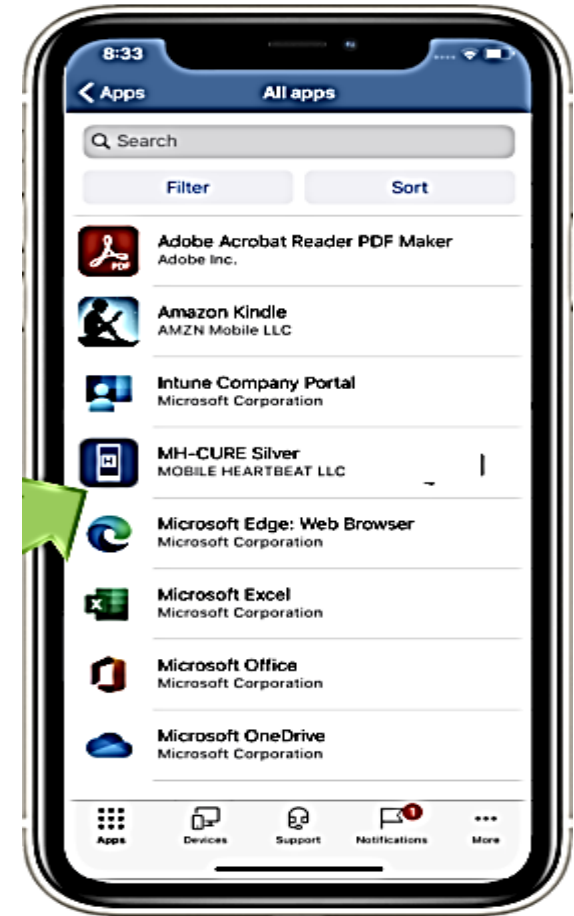 8:33
Apps
All apps
Search
Filter
Sort
Adobe Acrobat Reader PDF Maker
Adobe Inc.
PDF
Amazon Kindle
AMZN Mobile LLC
Intune Company Portal
Microsoft Corporation
H
MH-CURE Silver
MOBILE HEARTBEAT LLC
Microsoft Edge: Web Browser
Microsoft Corporation
X
Microsoft Excel
Microsoft Corporation
Microsoft Office
Microsoft Corporation
Microsoft OneDrive
Microsoft Corporation
1
Apps
Devices
Support
Notifications
More